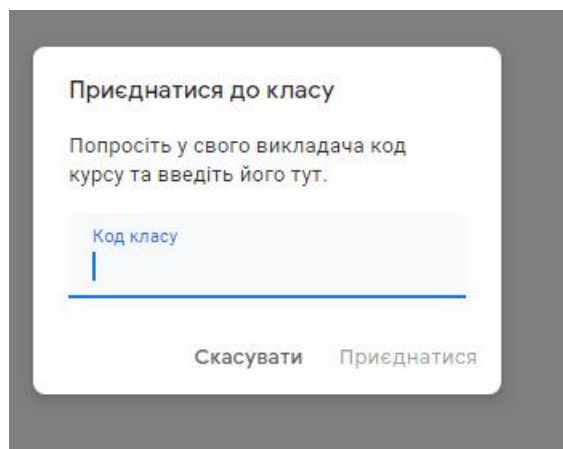 Приєднатися до класу
Попросіть у свого викладача код
курсу та введіть його тут.
Код класу
Скасувати Приєднатися